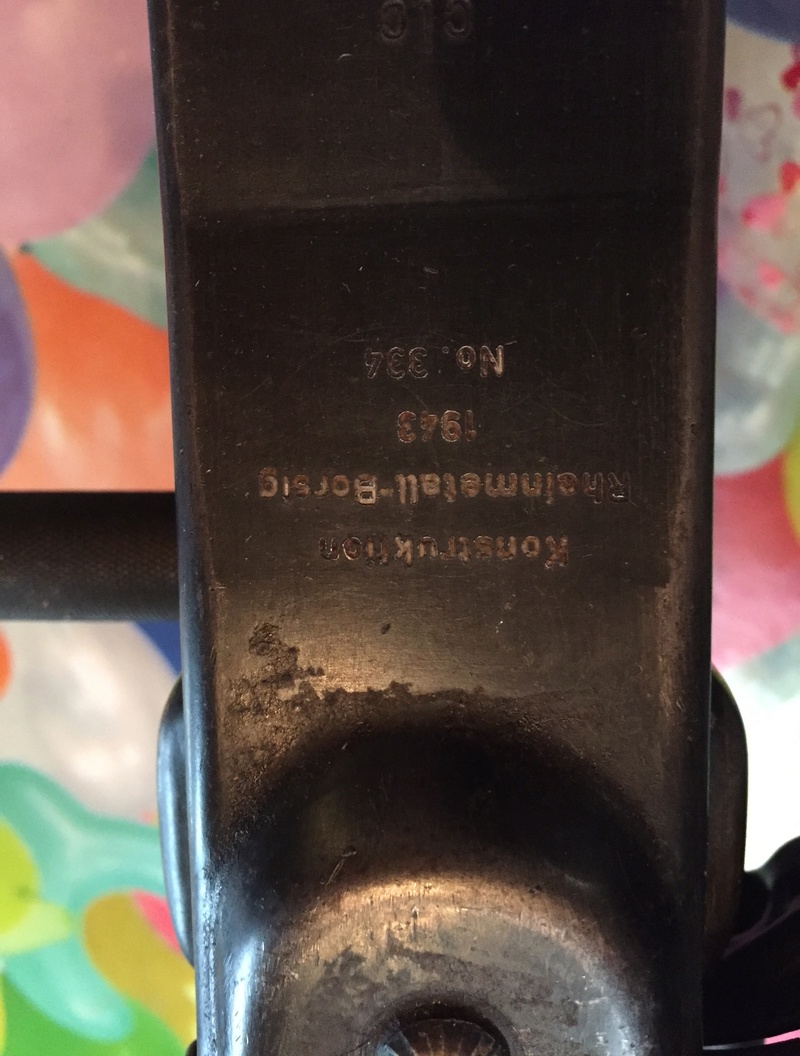 Konstruktion
Rheinmetall-Borsig
1943
No. 334